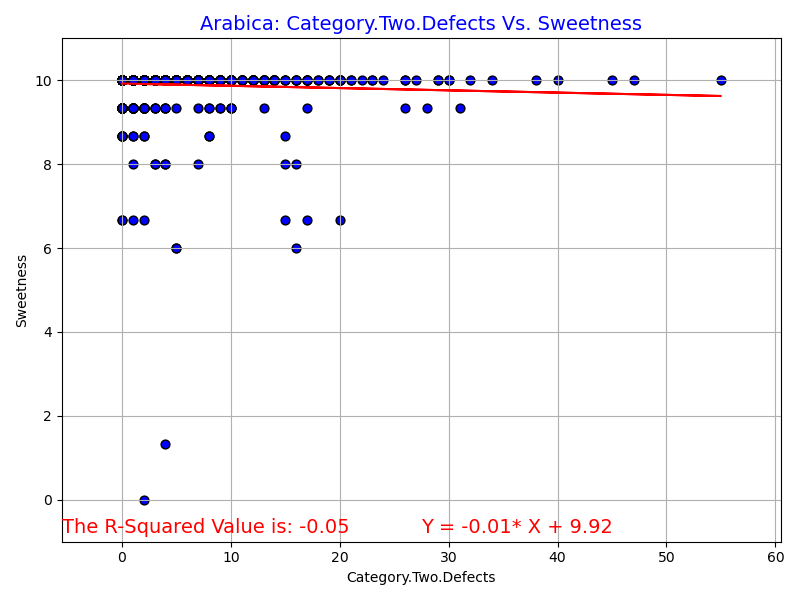 Arabica: Category.Two.Defects Vs. Sweetness
10
8
6
4
2
0
Sweetness
The R-Squared Value is: -0.05
Y = -0.01* X + 9.92
0 10 20 30 40 50 60
Category.Two.Defects